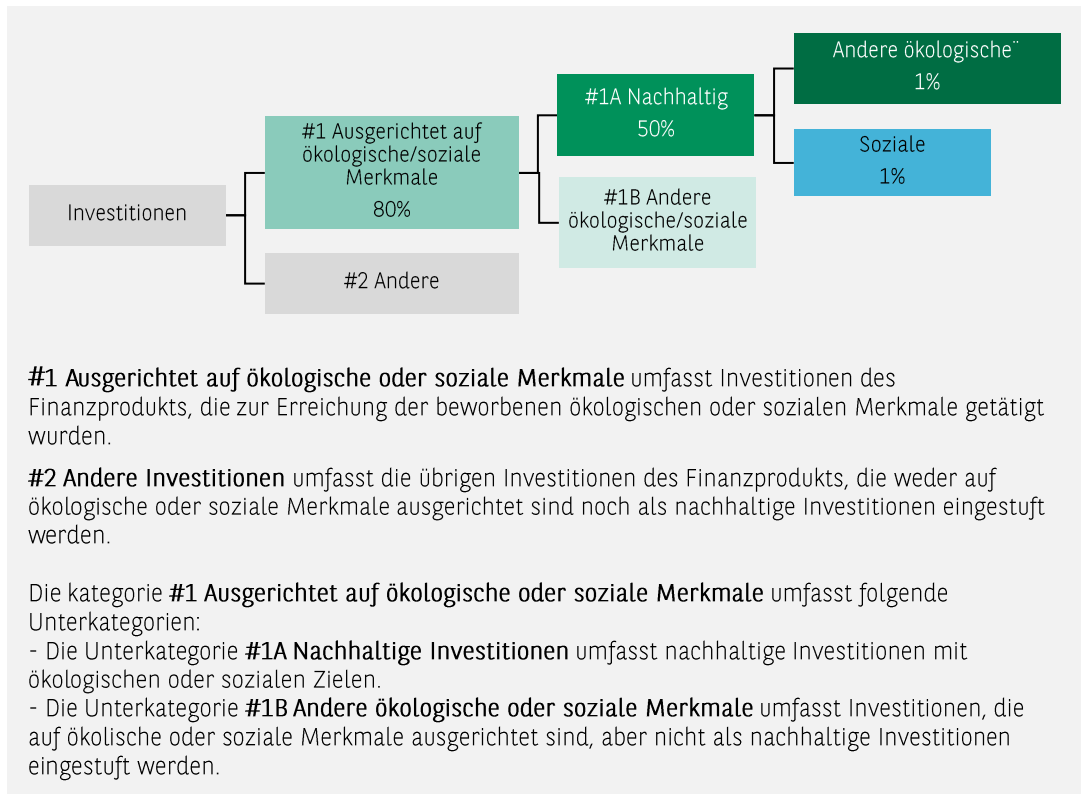 Andere ökologische¨
1%
#1A Nachhaltig
50%
#1 Ausgerichtet auf
ökologische/soziale
Merkmale
80%
Soziale
1%
Investitionen
#1B Andere
ökologische/soziale
Merkmale
#2 Andere
#1 Ausgerichtet auf ökologische oder soziale Merkmale umfasst Investitionen des
Finanzprodukts, die zur Erreichung der beworbenen ökologischen oder sozialen Merkmale getätigt
wurden.
#2 Andere Investitionen umfasst die übrigen Investitionen des Finanzprodukts, die weder auf
ökologische oder soziale Merkmale ausgerichtet sind noch als nachhaltige Investitionen eingestuft
werden.
Die kategorie #1 Ausgerichtet auf ökologische oder soziale Merkmale umfasst folgende
Unterkategorien:
- Die Unterkategorie #1A Nachhaltige Investitionen umfasst nachhaltige Investitionen mit
ökologischen oder sozialen Zielen.
- Die Unterkategorie #1B Andere ökologische oder soziale Merkmale umfasst Investitionen, die
auf ökolische oder soziale Merkmale ausgerichtet sind, aber nicht als nachhaltige Investitionen
eingestuft werden.